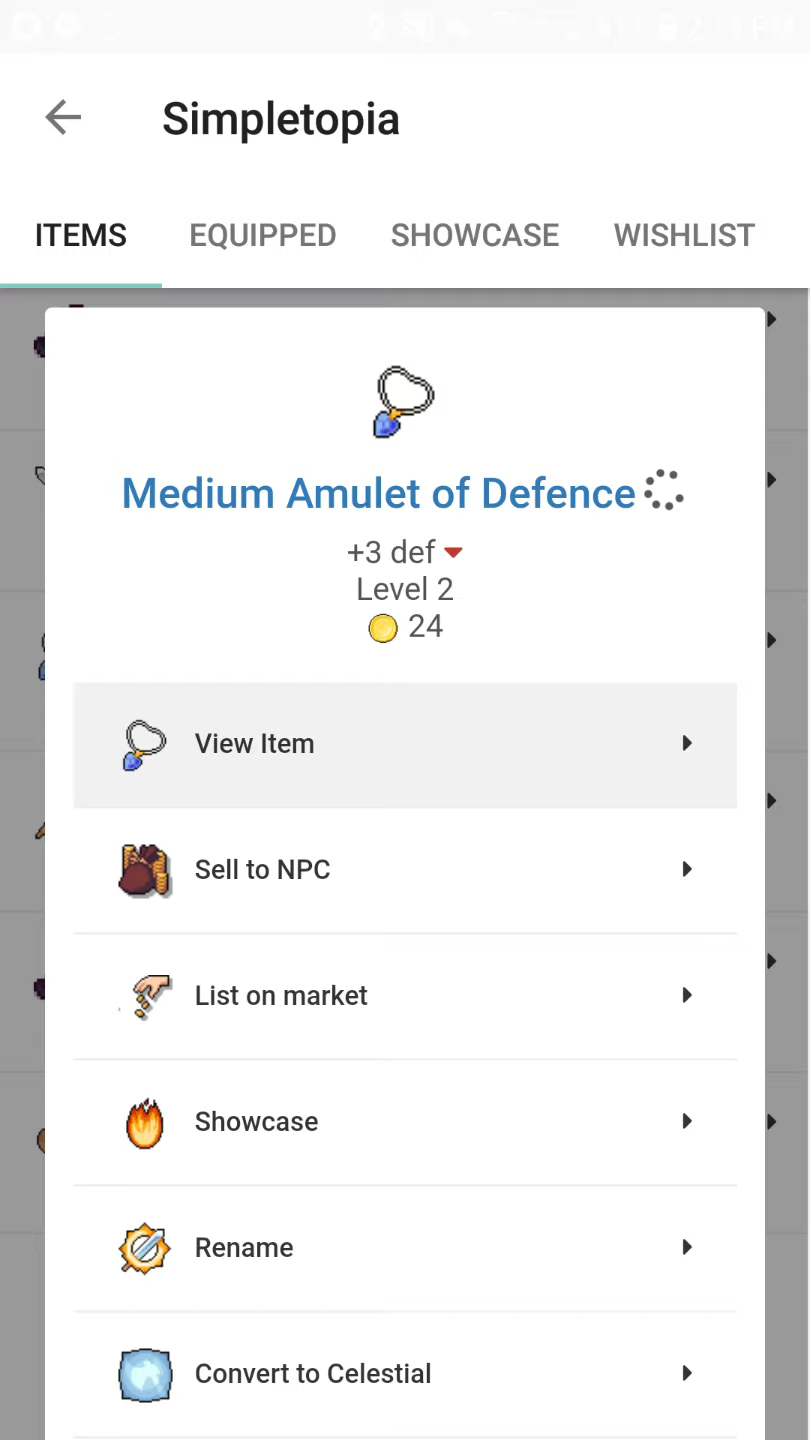 Simpletopia
ITEMS EQUIPPED SHOWCASE WISHLIST
Medium Amulet of Defence
+3 def
Level 2
24
View Item
Sell to NPC
List on market
Showcase
Rename
Convert to Celestial